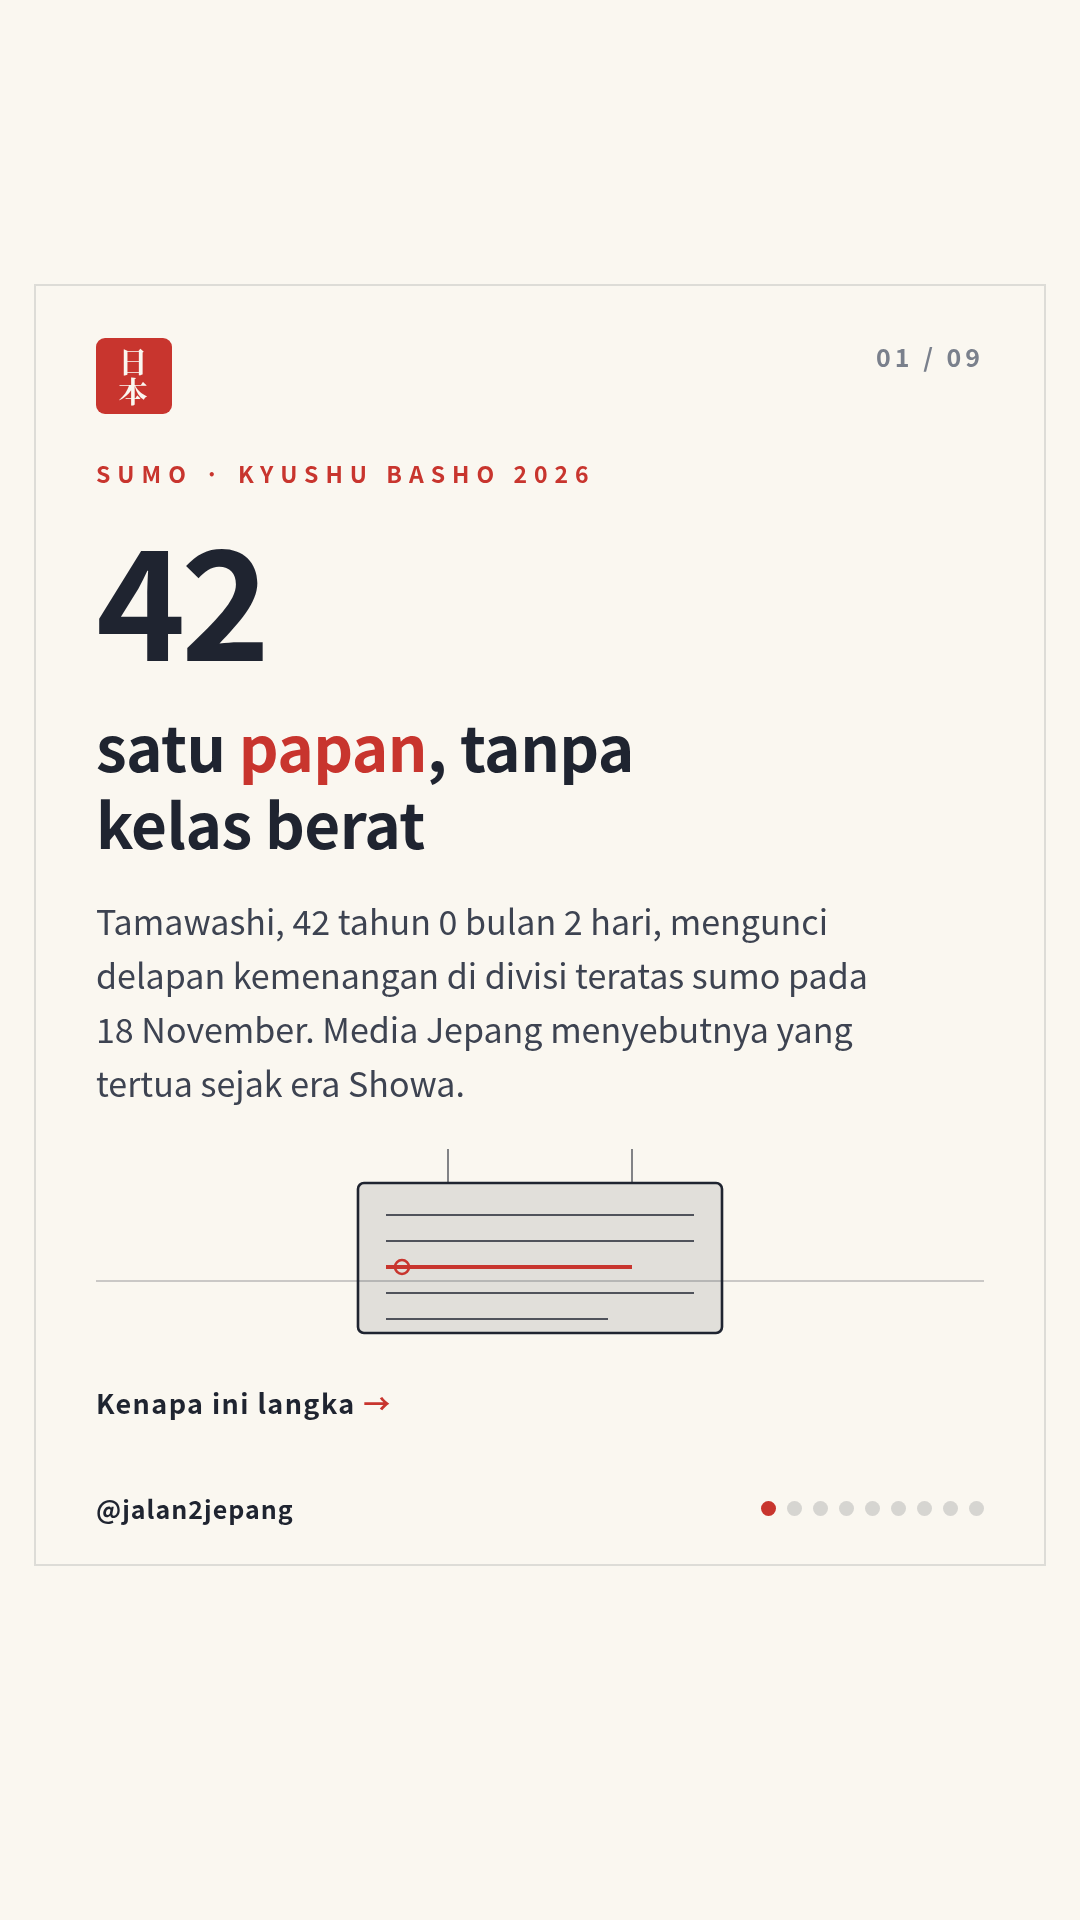 日
本
01 / 09
SUMO · KYUSHU BASHO 2026
42
satu papan, tanpa
kelas berat
Tamawashi, 42 tahun 0 bulan 2 hari, mengunci
delapan kemenangan di divisi teratas sumo pada
18 November. Media Jepang menyebutnya yang
tertua sejak era Showa.
Kenapa ini langka →
@jalan2jepang